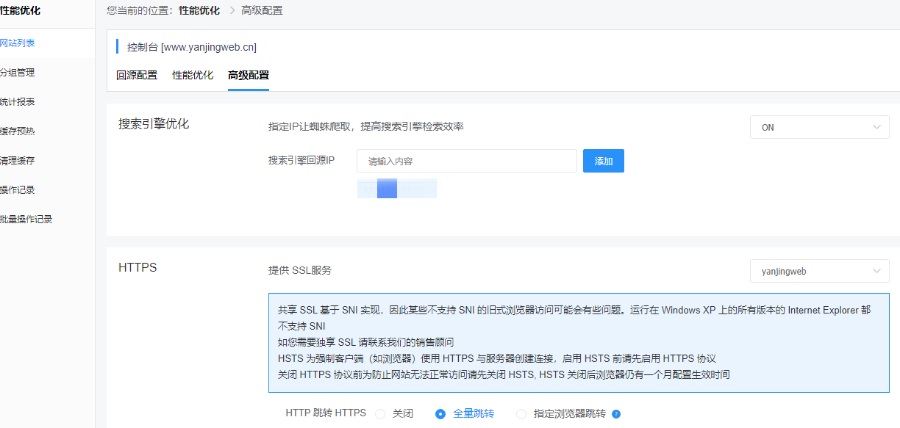 性能优化
您当前的位置： 性能优化 > 高级配置
网站列表
分组管理
统计报表
缓存预热
清理缓存
操作记录
批量操作记录
控制台 [www.yanjingweb.cn]
回源配置 性能优化 高级配置
搜索引擎优化 指定IP让蜘蛛爬取，提高搜索引擎检索效率 ON
搜索引擎回源IP 请输入内容 添加
HTTPS 提供 SSL服务 yanjingweb
共享 SSL 基于 SNI 实现，因此某些不支持 SNI 的旧式浏览器访问可能会有些问题。运行在 Windows XP 上的所有版本的 Internet Explorer 都
不支持 SNI
如您需要独享 SSL 请联系我们的销售顾问
HSTS 为强制客户端（如浏览器）使用 HTTPS 与服务器创建连接，启用 HSTS 前请先启用 HTTPS 协议
关闭 HTTPS 协议前为防止网站无法正常访问请先关闭 HSTS, HSTS 关闭后浏览器仍有一个月配置生效时间
HTTP 跳转 HTTPS 关闭 全量跳转 指定浏览器跳转 ?